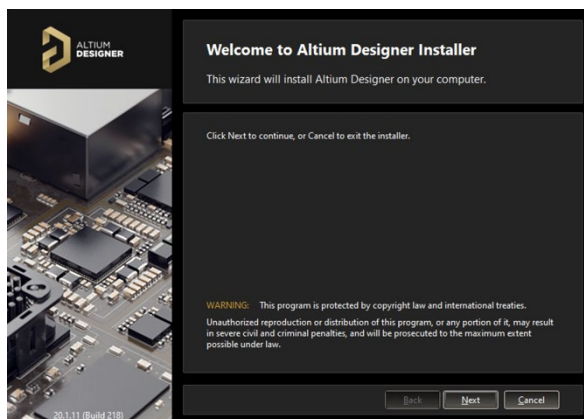 ALTIUM
DESIGNER
Welcome to Altium Designer Installer
This wizard will install Altium Designer on your computer.
Click Next to continue, or Cancel to exit the installer.
WARNING: This program is protected by copyright law and international treaties.
Unauthorized reproduction or distribution of this program, or any portion of it, may result
in severe civil and criminal penalties, and will be prosecuted to the maximum extent
possible under law.
20.1.11 (Build 218)
Back Next Cancel